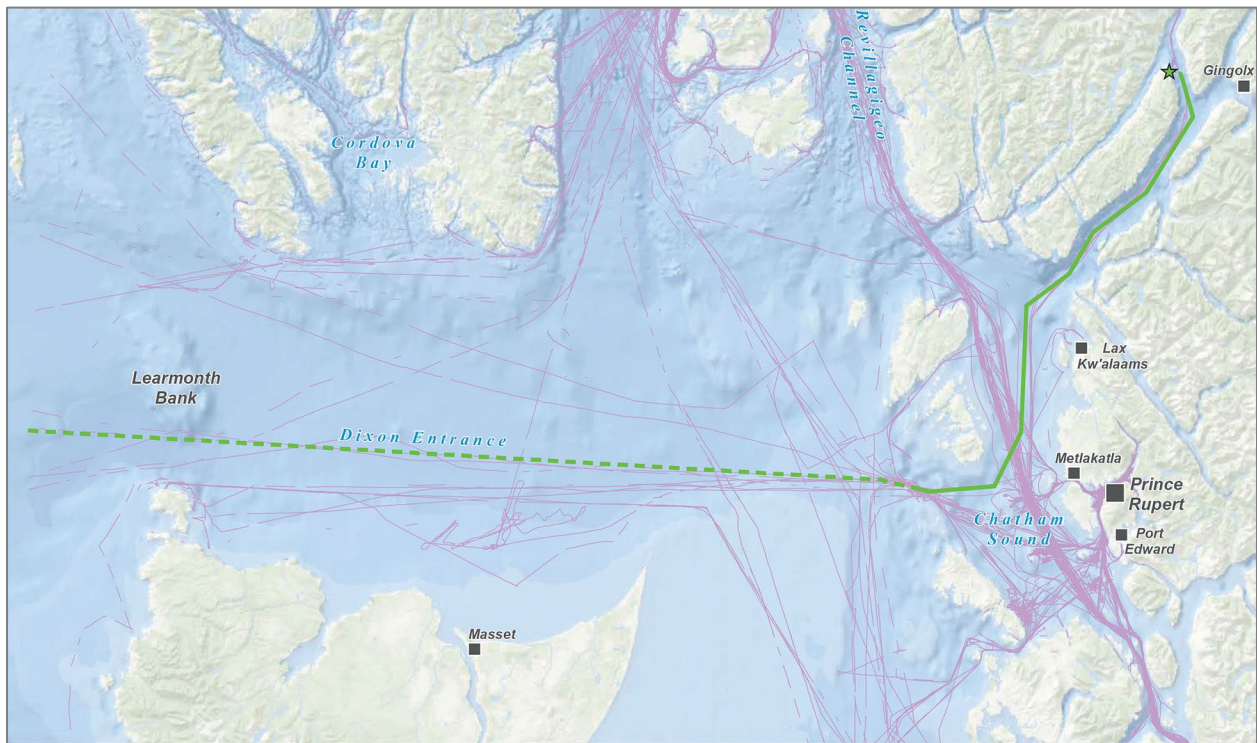 Revillagigeo
Channel
Gingolx
Cordova
Bay
Lax
Kw'alaams
Learmonth
Bank
Dixon Entrance
Metlakatla
Prince
Rupert
Chatham
Sound
Port
Edward
Masset